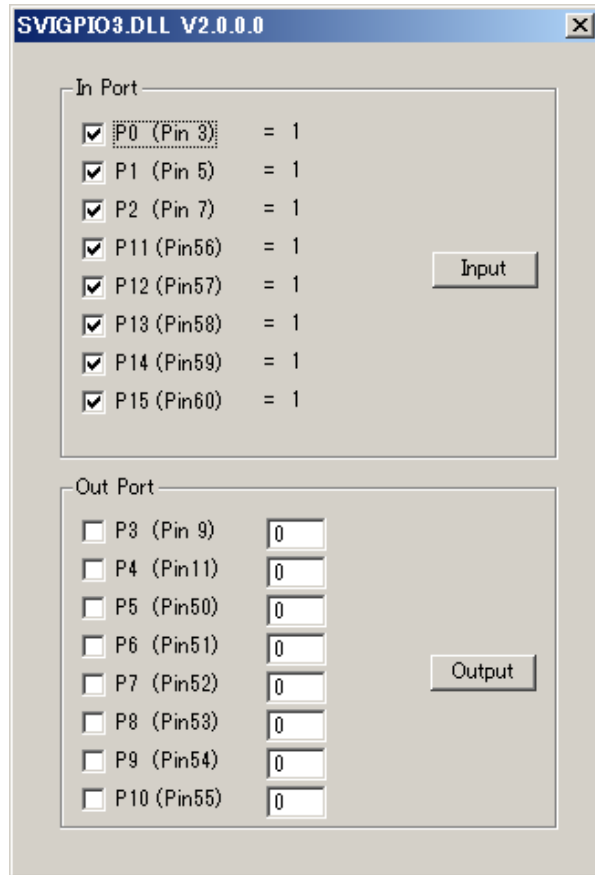 SVIGPIO3.DLL V2.0.0.0
In Port
P0 (Pin 3) = 1
P1 (Pin 5) = 1
P2 (Pin 7) = 1
P11 (Pin56) = 1
P12 (Pin57) = 1
P13 (Pin58) = 1
P14 (Pin59) = 1
P15 (Pin60) = 1
Input
Out Port
P3 (Pin 9) 0
P4 (Pin11) 0
P5 (Pin50) 0
P6 (Pin51) 0
P7 (Pin52) 0
P8 (Pin53) 0
P9 (Pin54) 0
P10 (Pin55) 0
Output